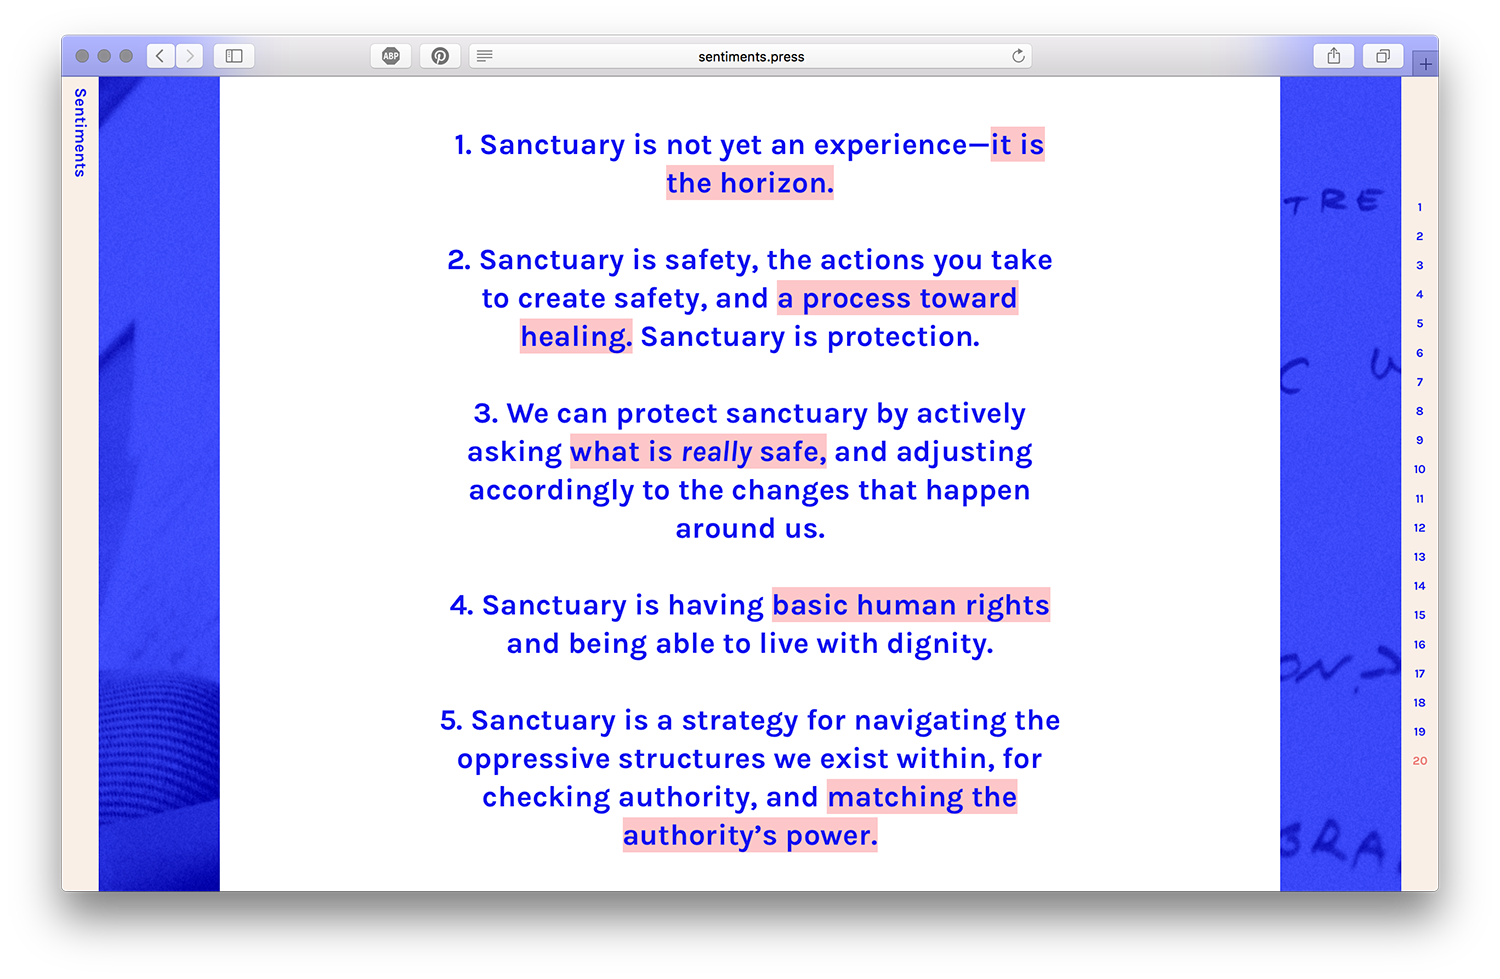 ABP
sentiments.press
Sentiments
1. Sanctuary is not yet an experience—it is
the horizon.
2. Sanctuary is safety, the actions you take
to create safety, and a process toward
healing. Sanctuary is protection.
3. We can protect sanctuary by actively
asking what is really safe, and adjusting
accordingly to the changes that happen
around us.
4. Sanctuary is having basic human rights
and being able to live with dignity.
5. Sanctuary is a strategy for navigating the
oppressive structures we exist within, for
checking authority, and matching the
authority’s power.
TRE
C W
ON?
BRA
1
2
3
4
5
6
7
8
9
10
11
12
13
14
15
16
17
18
19
20